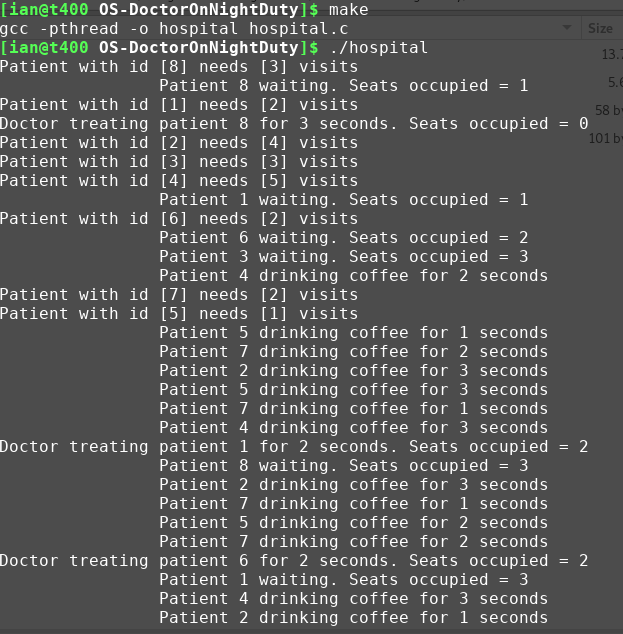 [ian@t400 OS-DoctorOnNightDuty]$ make
gcc -pthread -o hospital hospital.c
[ian@t400 OS-DoctorOnNightDuty]$ ./hospital
Patient with id [8] needs [3] visits
Patient 8 waiting. Seats occupied = 1
Patient with id [1] needs [2] visits
Doctor treating patient 8 for 3 seconds. Seats occupied = 0
Patient with id [2] needs [4] visits
Patient with id [3] needs [3] visits
Patient with id [4] needs [5] visits
Patient 1 waiting. Seats occupied = 1
Patient with id [6] needs [2] visits
Patient 6 waiting. Seats occupied = 2
Patient 3 waiting. Seats occupied = 3
Patient 4 drinking coffee for 2 seconds
Patient with id [7] needs [2] visits
Patient with id [5] needs [1] visits
Patient 5 drinking coffee for 1 seconds
Patient 7 drinking coffee for 2 seconds
Patient 2 drinking coffee for 3 seconds
Patient 5 drinking coffee for 3 seconds
Patient 7 drinking coffee for 1 seconds
Patient 4 drinking coffee for 3 seconds
Doctor treating patient 1 for 2 seconds. Seats occupied = 2
Patient 8 waiting. Seats occupied = 3
Patient 2 drinking coffee for 3 seconds
Patient 7 drinking coffee for 1 seconds
Patient 5 drinking coffee for 2 seconds
Patient 7 drinking coffee for 2 seconds
Doctor treating patient 6 for 2 seconds. Seats occupied = 2
Patient 1 waiting. Seats occupied = 3
Patient 4 drinking coffee for 3 seconds
Patient 2 drinking coffee for 1 seconds
Size
13.
5.6
58 by
101 by